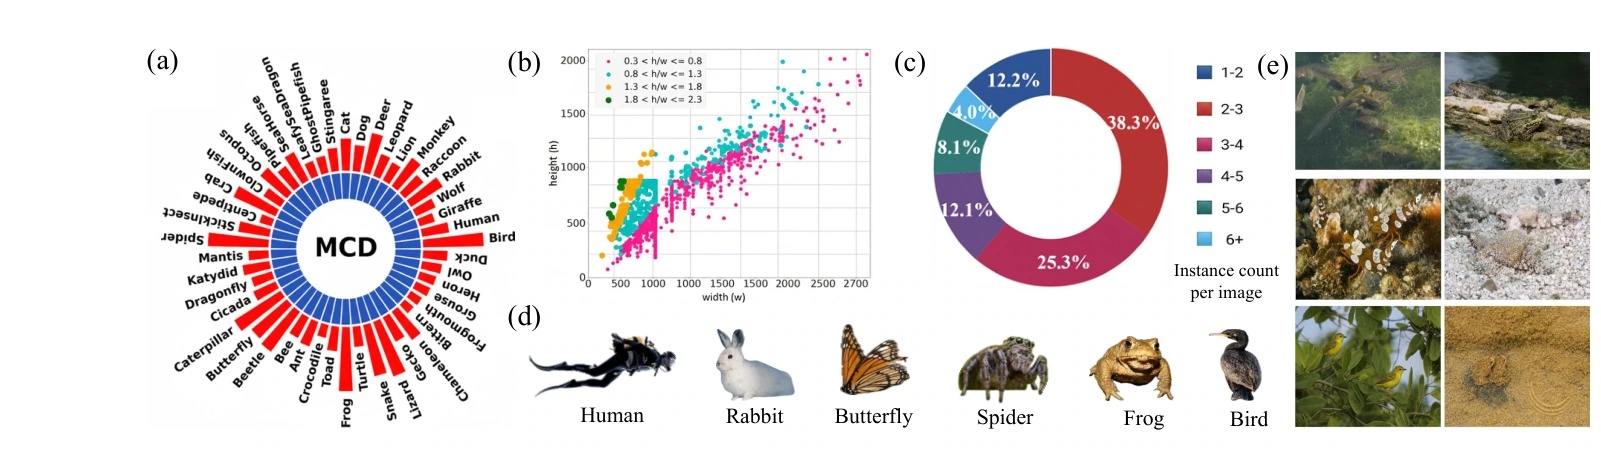 (a)
Cat
Dog
Deer
Leopard
Lion
Monkey
Raccoon
Rabbit
Wolf
Giraffe
Human
Bird
Duck
Owl
Heron
Grouse
Frogmouth
Bittern
Chameleon
Gecko
Lizard
Snake
Turtle
Frog
Toad
Crocodile
Ant
Bee
Beetle
Butterfly
Caterpillar
Cicada
Dragonfly
Katydid
Mantis
Spider
StickInsect
Centipede
Crab
ClownFish
Octopus
Pipefish
SeaHorse
LeafySeaDragon
GhostPipefish
Stingaree
MCD
(b)
2000
1500
1000
1000
500
0
height (h)
0.3 < h/w <= 0.8
0.8 < h/w <= 1.3
1.3 < h/w <= 1.8
1.8 < h/w <= 2.3
0 500 1000 1000 1500 1500 2000 2500 2700
width (w)
(c)
12.2%
38.3%
4.0%
8.1%
12.1%
25.3%
1-2
2-3
3-4
4-5
5-6
6+
Instance count
per image
(d)
Human Rabbit Butterfly Spider Frog Bird
(e)